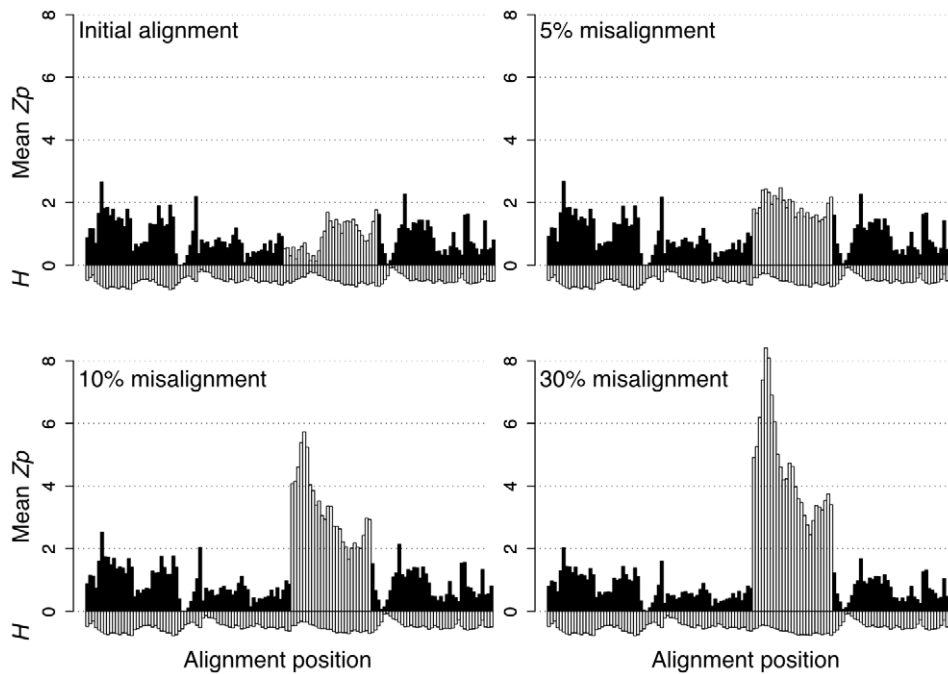 Initial alignment
Mean Zp
H
8
6
4
2
0
5% misalignment
8
6
4
2
0
10% misalignment
Mean Zp
H
8
6
4
2
0
Alignment position
30% misalignment
8
6
4
2
0
Alignment position